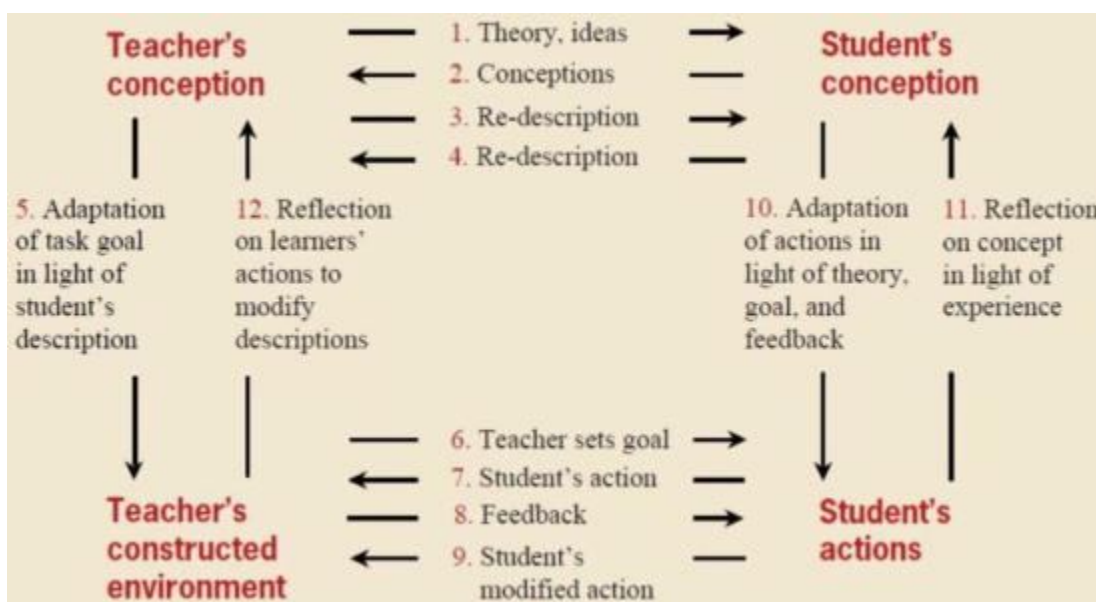 Teacher's
conception
1. Theory, ideas
2. Conceptions
3. Re-description
4. Re-description
Student's
conception
5. Adaptation
of task goal
in light of
student's
description
12. Reflection
on learners'
actions to
modify
descriptions
10. Adaptation
of actions in
light of theory,
goal, and
feedback
11. Reflection
on concept
in light of
experience
Teacher's
constructed
environment
6. Teacher sets goal
7. Student's action
8. Feedback
9. Student's
modified action
Student's
actions